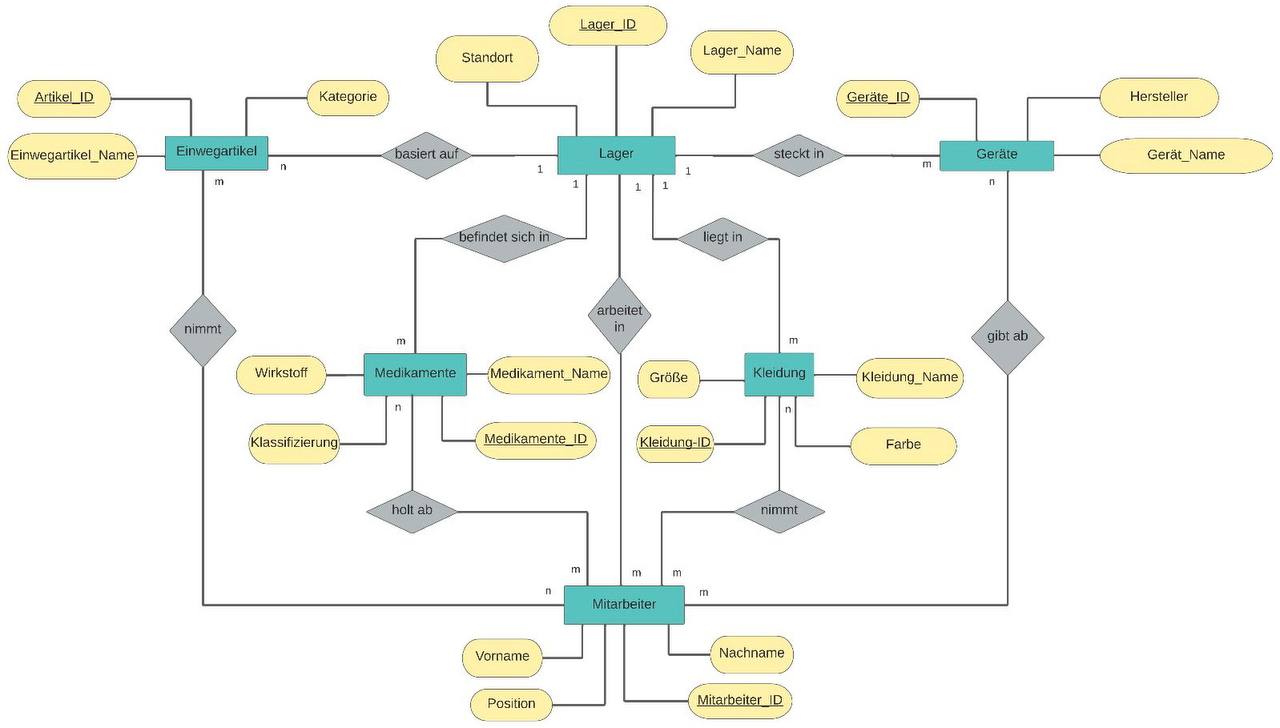 Lager_ID
Standort
Lager_Name
Artikel_ID
Kategorie
Geräte_ID
Hersteller
Einwegartikel_Name
Einwegartikel
basiert auf
Lager
steckt in
Geräte
Gerät_Name
n
1
1
m
m
1
1
1
n
befindet sich in
liegt in
nimmt
arbeitet
in
gibt ab
m
m
Wirkstoff
Medikamente
Medikament_Name
Größe
Kleidung
Kleidung_Name
n
n
Klassifizierung
Medikamente_ID
Kleidung-ID
Farbe
holt ab
nimmt
m
m
m
n
m
Mitarbeiter
Vorname
Nachname
Position
Mitarbeiter_ID